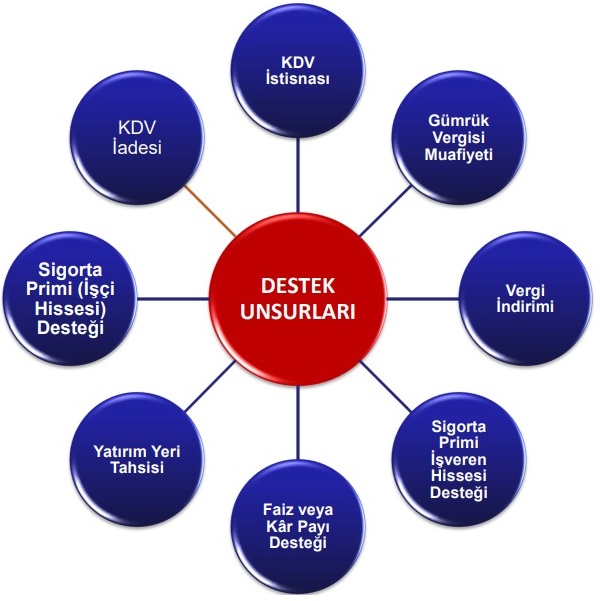 KDV
İstisnası
Gümrük
Vergisi
Muafiyeti
Vergi
İndirimi
Sigorta
Primi
İşveren
Hissesi
Desteği
Faiz veya
Kâr Payı
Desteği
Yatırım Yeri
Tahsisi
Sigorta
Primi (İşçi
Hissesi)
Desteği
KDV
İadesi
DESTEK
UNSURLARI